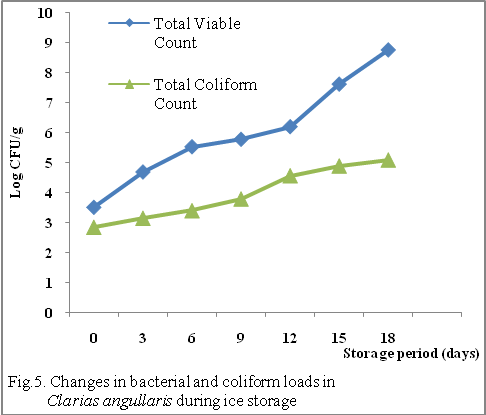 10
9
8
7
6
5
4
3
2
1
0
Log CFU/g
Total Viable
Count
Total Coliform
Count
0 3 6 9 12 15 18
Storage period (days)
Fig.5. Changes in bacterial and coliform loads in
Clarias angullaris during ice storage